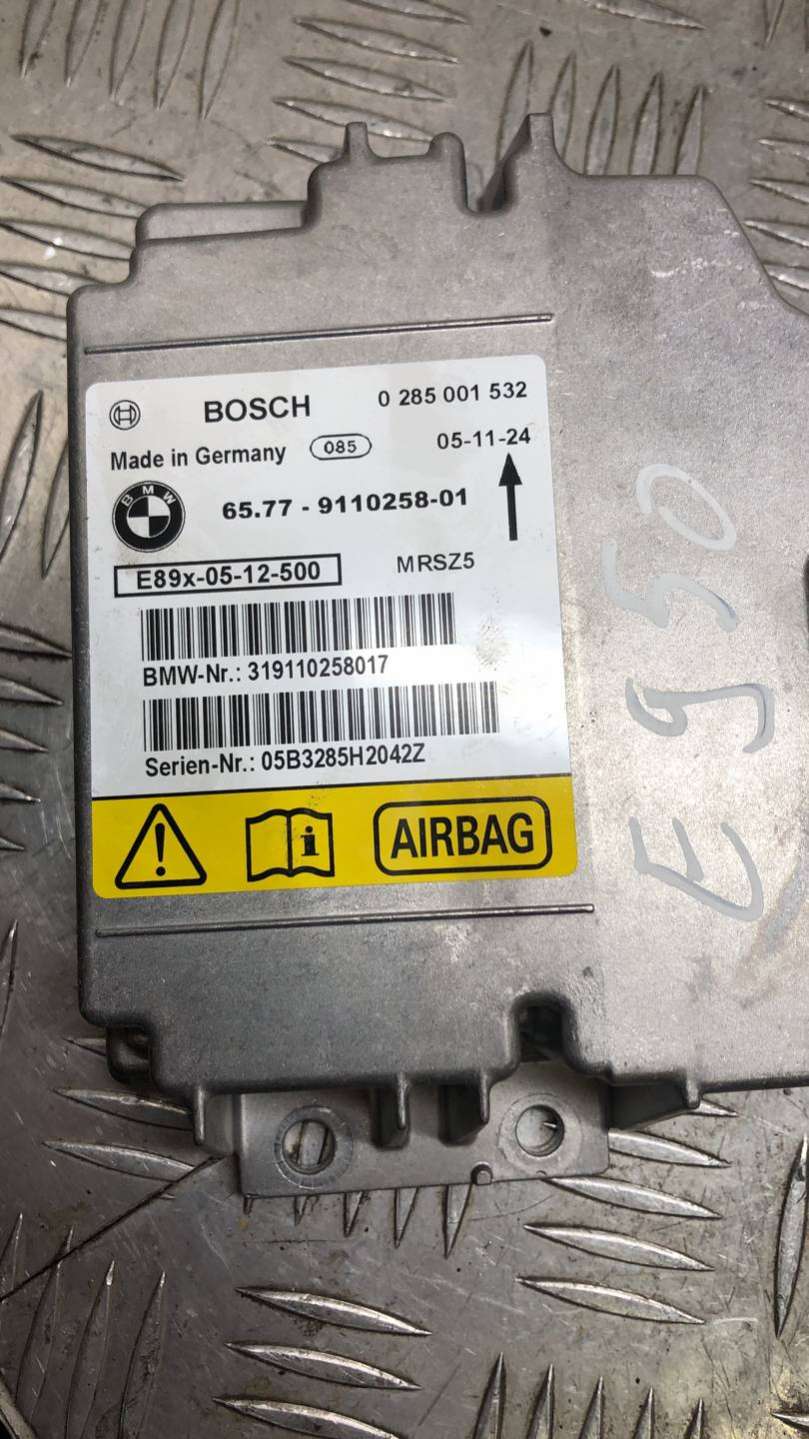 BOSCH 0 285 001 532
Made in Germany 085 05-11-24
BMW
65.77 - 9110258-01
E89x-05-12-500 MRSZ5
BMW-Nr.: 319110258017
Serien-Nr.: 05B3285H2042Z
AIRBAG
E950